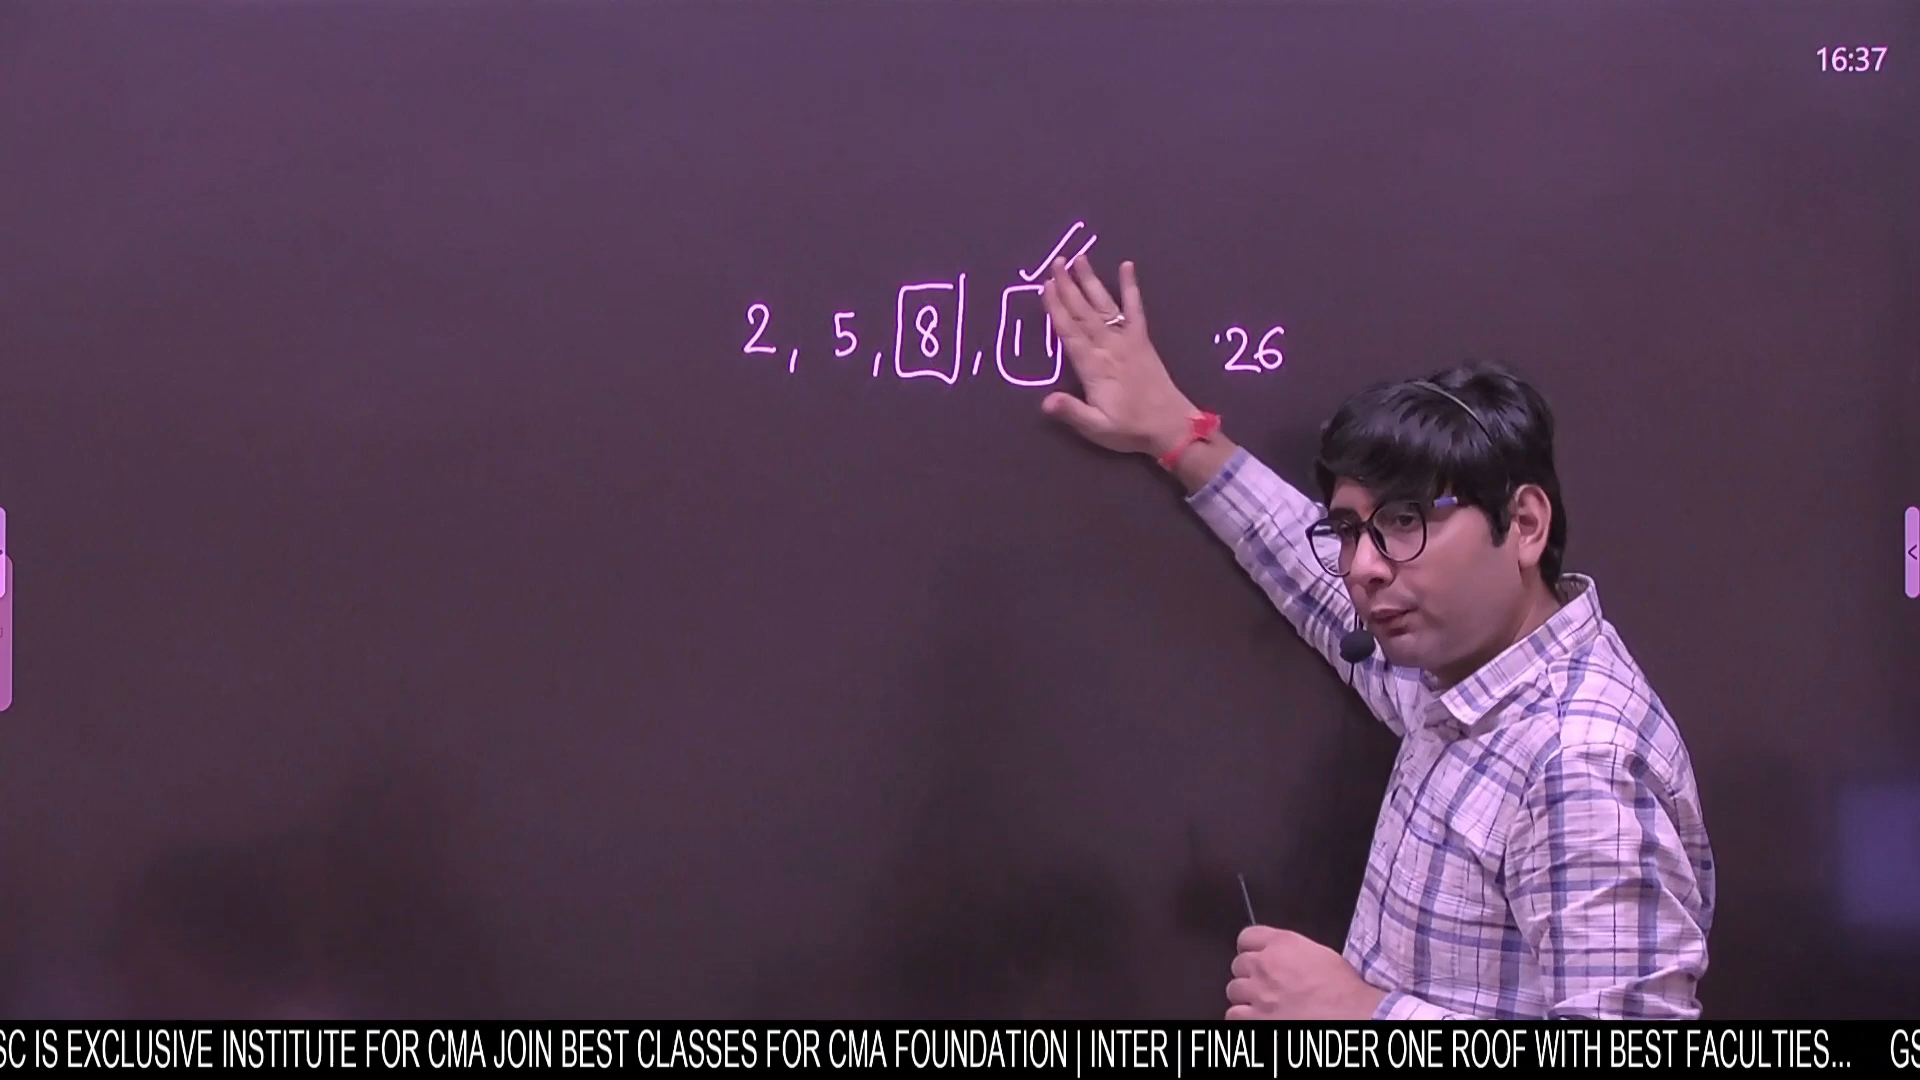 16:37
2, 5, 8, 11 26
SC IS EXCLUSIVE INSTITUTE FOR CMA JOIN BEST CLASSES FOR CMA FOUNDATION | INTER | FINAL | UNDER ONE ROOF WITH BEST FACULTIES... GS